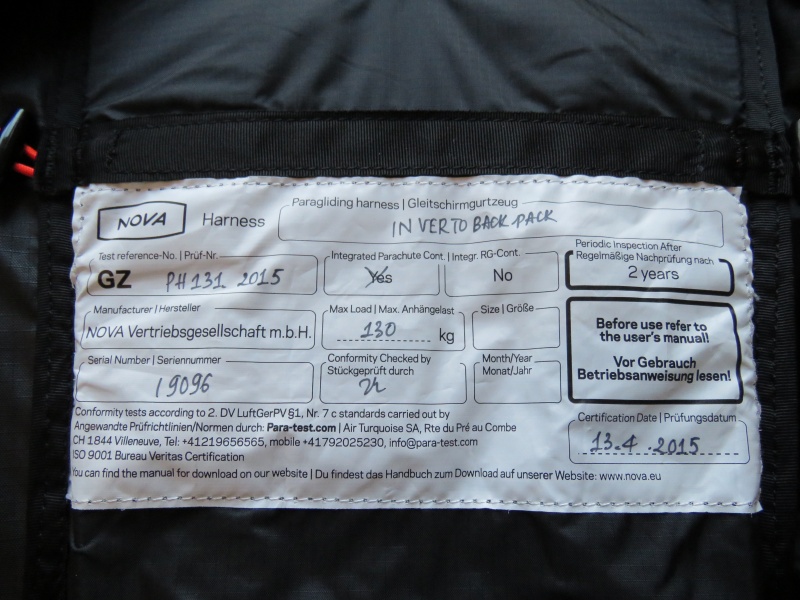 NOVA Harness
Paragliding harness | Gleitschirmgurtzeug
INVERTO BACK PACK
Test reference-No. | Prüf-Nr.
GZ PH131 2015
Integrated Parachute Cont. | Integr. RG-Cont.
Yes No
Periodic Inspection After
Regelmäßige Nachprüfung nach
2 years
Manufacturer | Hersteller
NOVA Vertriebsgesellschaft m.b.H.
Max Load | Max. Anhängelast
130 kg
Size | Größe
Before use refer to
the user's manual!
Vor Gebrauch
Betriebsanweisung lesen!
Serial Number | Seriennummer
19096
Conformity Checked by
Stückgeprüft durch
Month/Year
Monat/Jahr
Conformity tests according to 2. DV LuftGerPV §1, Nr. 7 c standards carried out by
Angewandte Prüfrichtlinien/Normen durch: Para-test.com | Air Turquoise SA, Rte du Pré au Combe
CH 1844 Villeneuve, Tel: +41219656565, mobile +41792025230, info@para-test.com
ISO 9001 Bureau Veritas Certification
Certification Date | Prüfungsdatum
13.4.2015
You can find the manual for download on our website | Du findest das Handbuch zum Download auf unserer Website: www.nova.eu